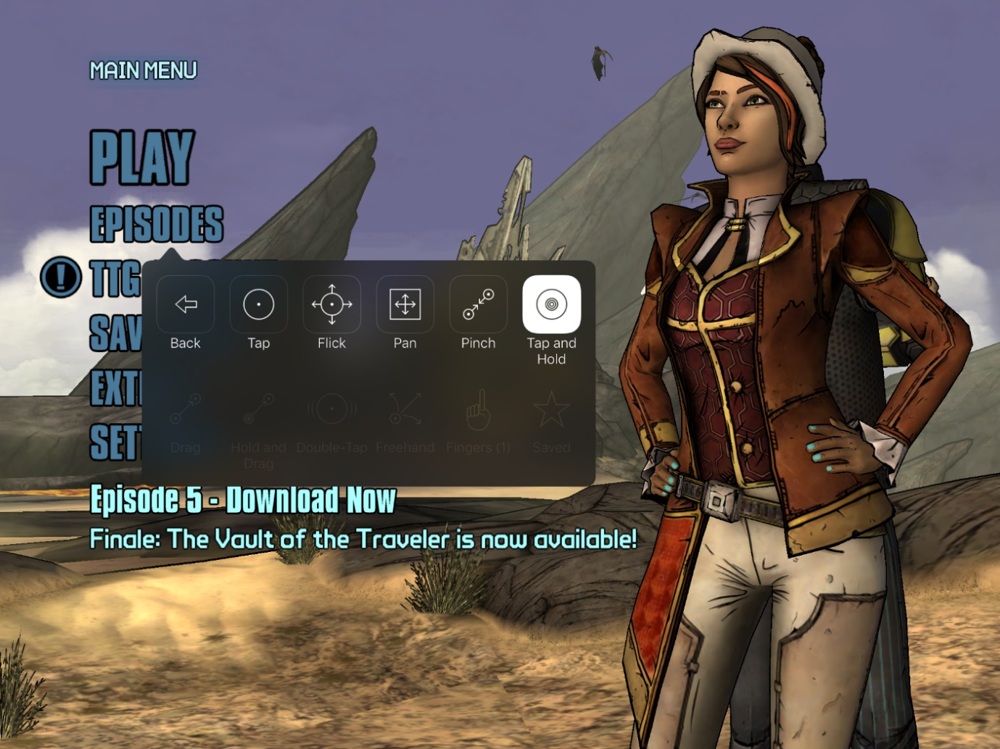 MAIN MENU
PLAY
EPISODES
TTG
SAV
EXT
SET
Back
Tap
Flick
Pan
Pinch
Tap and
Hold
Drag
Hold and
Drag
Double-Tap
Freehand
Fingers (1)
Saved
Episode 5 - Download Now
Finale: The Vault of the Traveler is now available!